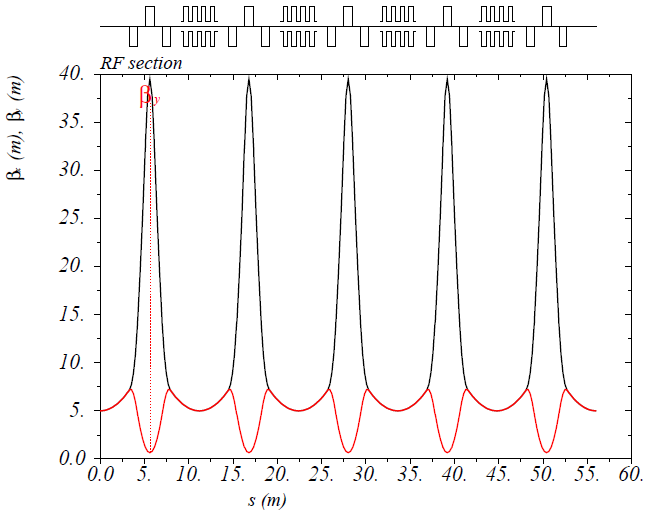 RF section
βx (m), βy (m)
40.
35.
30.
25.
20.
15.
10.
5.
0.0
βy
0.0 5. 10. 15. 20. 25. 30. 35. 40. 45. 50. 55. 60.
s (m)